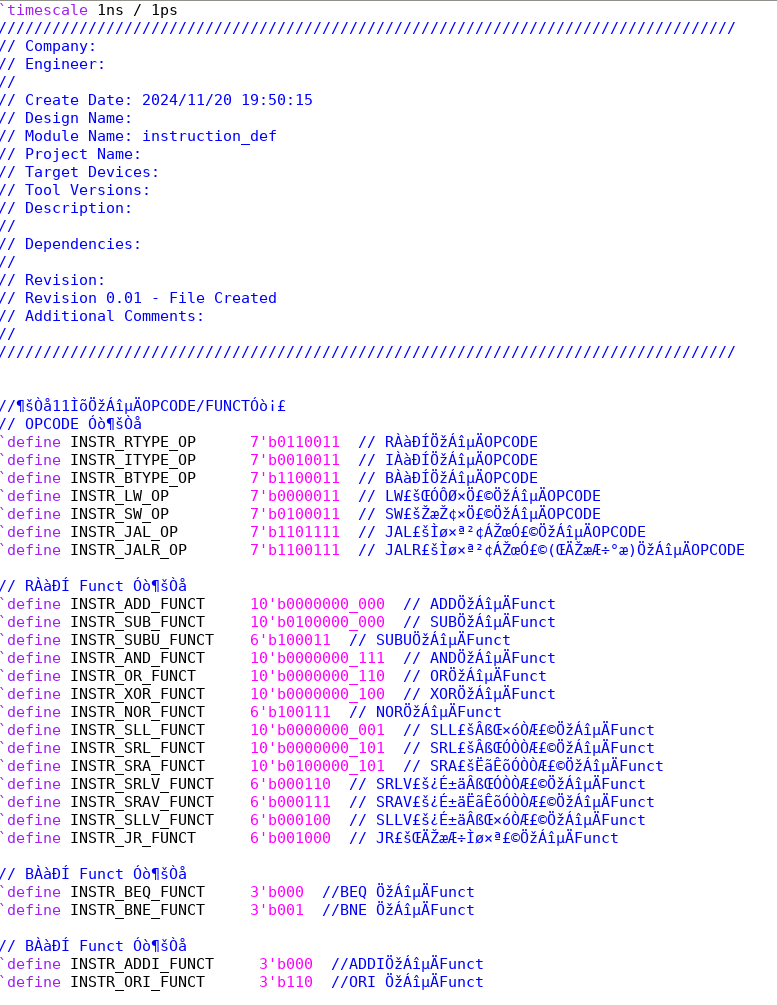 `timescale 1ns / 1ps
//////////////////////////////////////////////////////////////////////////////////
// Company:
// Engineer:
//
// Create Date: 2024/11/20 19:50:15
// Design Name:
// Module Name: instruction_def
// Project Name:
// Target Devices:
// Tool Versions:
// Description:
//
// Dependencies:
//
// Revision:
// Revision 0.01 - File Created
// Additional Comments:
//
//////////////////////////////////////////////////////////////////////////////////
//¶šÒå11ÌõÖžÁîµÄOPCODE/FUNCTÓò¡£
// OPCODE Óò¶šÒå
`define INSTR_RTYPE_OP      7'b0110011  // RÀàÐÍÖžÁîµÄOPCODE
`define INSTR_ITYPE_OP      7'b0010011  // IÀàÐÍÖžÁîµÄOPCODE
`define INSTR_BTYPE_OP      7'b1100011  // BÀàÐÍÖžÁîµÄOPCODE
`define INSTR_LW_OP         7'b0000011  // LW£šŒÓÔØ×Ö£©ÖžÁîµÄOPCODE
`define INSTR_SW_OP         7'b0100011  // SW£šŽæŽ¢×Ö£©ÖžÁîµÄOPCODE
`define INSTR_JAL_OP        7'b1101111  // JAL£šÌø×ª²¢ÁŽœÓ£©ÖžÁîµÄOPCODE
`define INSTR_JALR_OP       7'b1100111  // JALR£šÌø×ª²¢ÁŽœÓ£©(ŒÄŽæÆ÷°æ)ÖžÁîµÄOPCODE
// RÀàÐÍ Funct Óò¶šÒå
`define INSTR_ADD_FUNCT     10'b0000000_000  // ADDÖžÁîµÄFunct
`define INSTR_SUB_FUNCT     10'b0100000_000  // SUBÖžÁîµÄFunct
`define INSTR_SUBU_FUNCT    6'b100011  // SUBUÖžÁîµÄFunct
`define INSTR_AND_FUNCT     10'b0000000_111  // ANDÖžÁîµÄFunct
`define INSTR_OR_FUNCT      10'b0000000_110  // ORÖžÁîµÄFunct
`define INSTR_XOR_FUNCT     10'b0000000_100  // XORÖžÁîµÄFunct
`define INSTR_NOR_FUNCT     6'b100111  // NORÖžÁîµÄFunct
`define INSTR_SLL_FUNCT     10'b0000000_001  // SLL£šÂßŒ×óÒÆ£©ÖžÁîµÄFunct
`define INSTR_SRL_FUNCT     10'b0000000_101  // SRL£šÂßŒÓÒÒÆ£©ÖžÁîµÄFunct
`define INSTR_SRA_FUNCT     10'b0100000_101  // SRA£šËãÊõÓÒÒÆ£©ÖžÁîµÄFunct
`define INSTR_SRLV_FUNCT    6'b000110  // SRLV£š¿É±äÂßŒÓÒÒÆ£©ÖžÁîµÄFunct
`define INSTR_SRAV_FUNCT    6'b000111  // SRAV£š¿É±äËãÊõÓÒÒÆ£©ÖžÁîµÄFunct
`define INSTR_SLLV_FUNCT    6'b000100  // SLLV£š¿É±äÂßŒ×óÒÆ£©ÖžÁîµÄFunct
`define INSTR_JR_FUNCT      6'b001000  // JR£šŒÄŽæÆ÷Ìø×ª£©ÖžÁîµÄFunct
// BÀàÐÍ Funct Óò¶šÒå
`define INSTR_BEQ_FUNCT     3'b000  //BEQ ÖžÁîµÄFunct
`define INSTR_BNE_FUNCT     3'b001  //BNE ÖžÁîµÄFunct
// BÀàÐÍ Funct Óò¶šÒå
`define INSTR_ADDI_FUNCT     3'b000  //ADDIÖžÁîµÄFunct
`define INSTR_ORI_FUNCT      3'b110  //ORI ÖžÁîµÄFunct